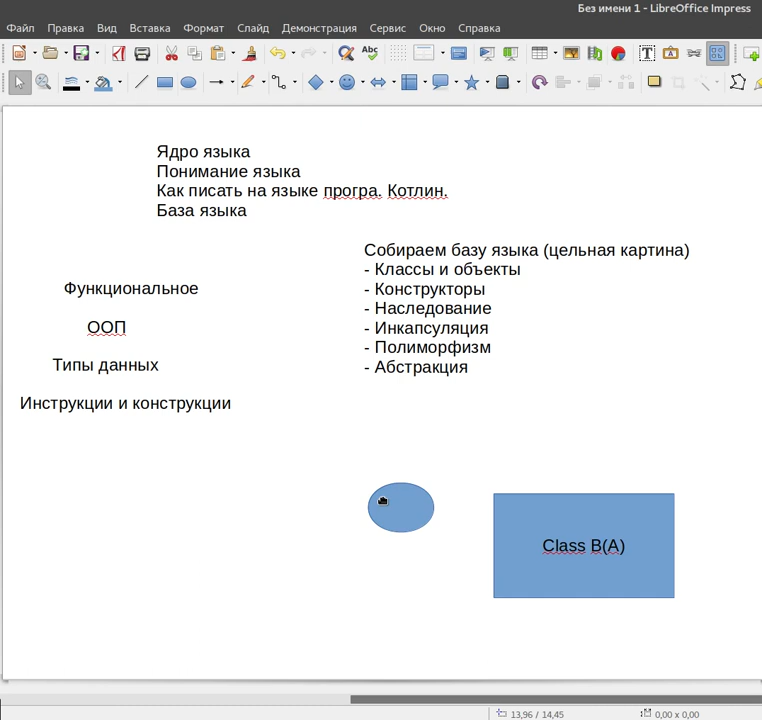 Без имени 1 - LibreOffice Impress
Файл Правка Вид Вставка Формат Слайд Демонстрация Сервис Окно Справка
Abc
T A
Ядро языка
Понимание языка
Как писать на языке програ. Котлин.
База языка
Собираем базу языка (цельная картина)
- Классы и объекты
- Конструкторы
- Наследование
- Инкапсуляция
- Полиморфизм
- Абстракция
Функциональное
ООП
Типы данных
Инструкции и конструкции
Class B(A)
13,96 / 14,45 0,00 x 0,00